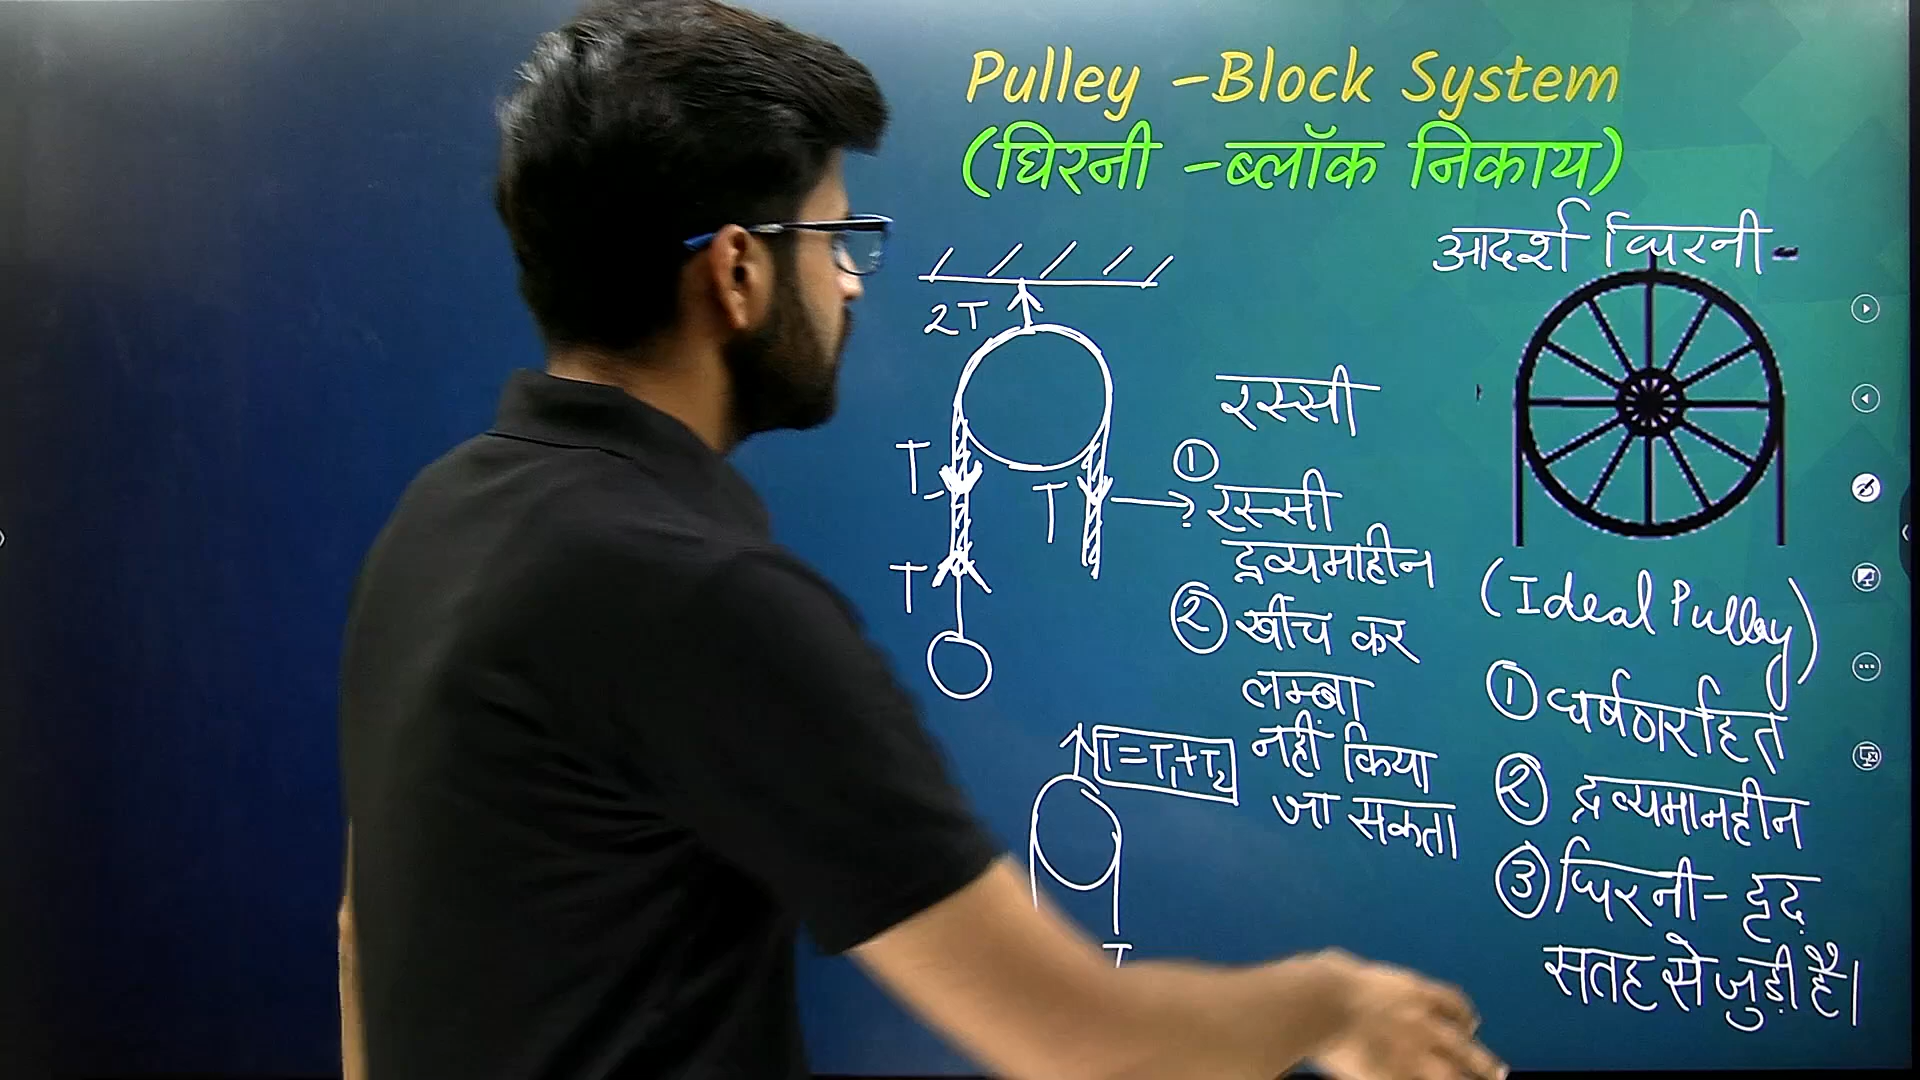 Pulley -Block System
(घिरनी -ब्लॉक निकाय)
आदर्श घिरनी-
2T
रस्सी
T
T
T
①
रस्सी
द्रव्यमाहीन
② खींच कर
लम्बा
नहीं किया
जा सकता
T=T₁+T₂
T
(Ideal Pulley)
① घर्षणरहित
② द्रव्यमानहीन
③ घिरनी- दृढ़
सतह से जुड़ी है।